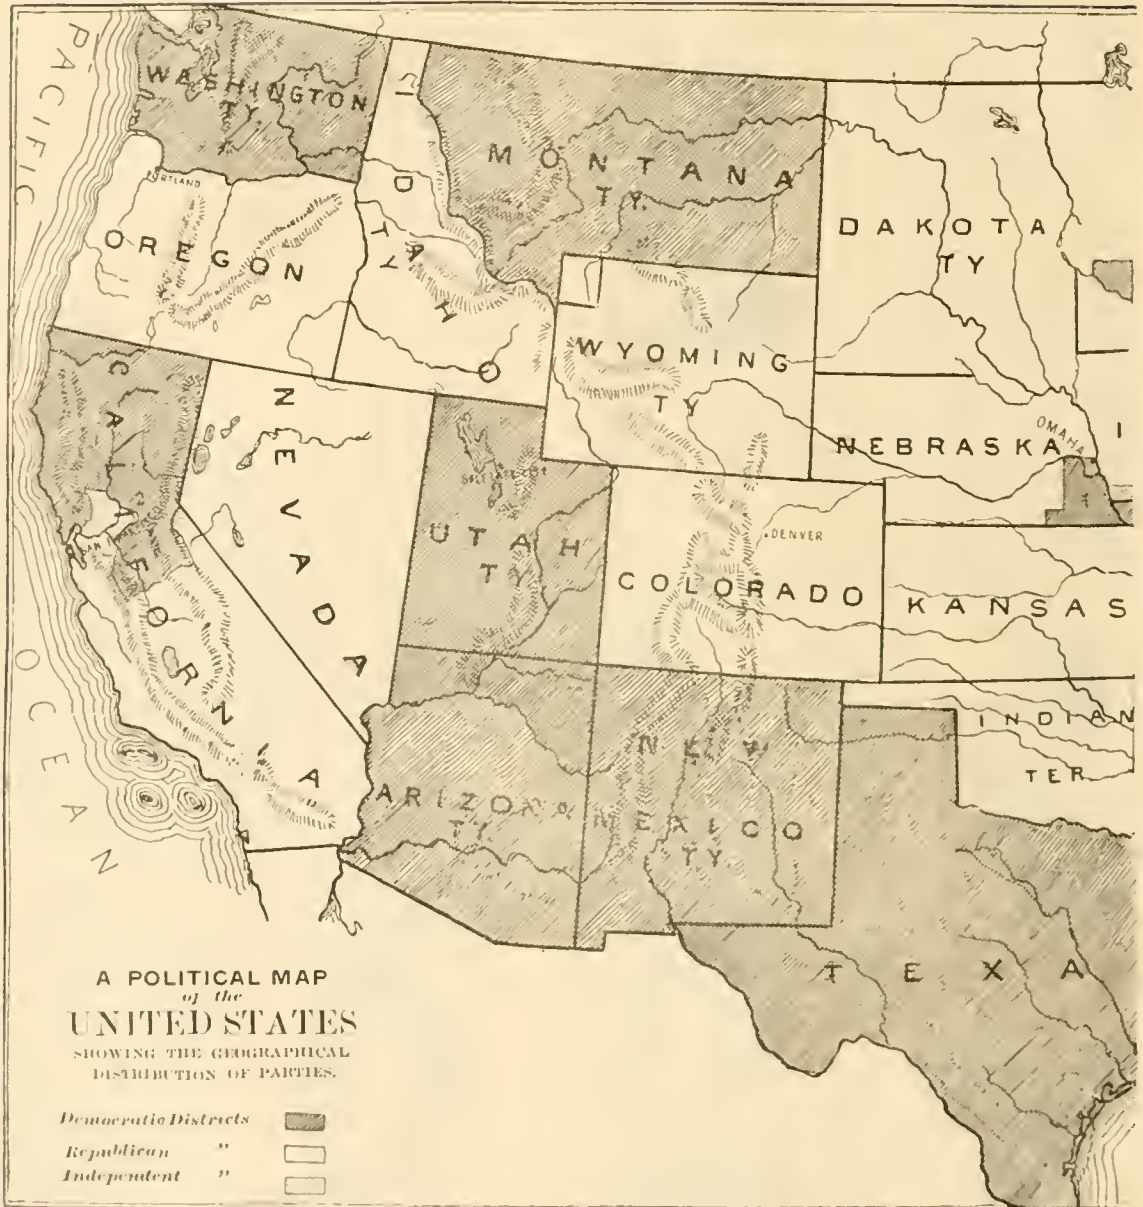 PACIFIC
OCEAN
WASHINGTON
TY.
PORTLAND
OREGON
IDAHO
TY
MONTANA
TY.
DAKOTA
TY
WYOMING
TY
NEBRASKA
OMAHA
I
CALIFORNIA
NEVADA
UTAH
TY
COLORADO
DENVER
KANSAS
INDIAN
TER
ARIZONA
TY.
NEW
MEXICO
TY.
TEXA
A POLITICAL MAP
of the
UNITED STATES
SHOWING THE GEOGRAPHICAL
DISTRIBUTION OF PARTIES.
Democratic Districts
Republican "
Independent "